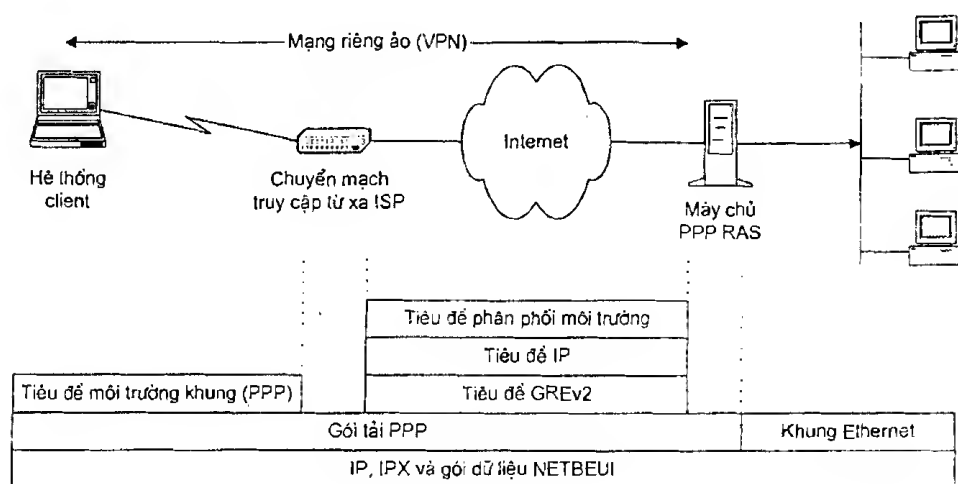 Mạng riêng ảo (VPN)
Internet
Hệ thống
client
Chuyển mạch
truy cập từ xa ISP
Máy chủ
PPP RAS
Tiêu đề phân phối môi trường
Tiêu đề IP
Tiêu đề môi trường khung (PPP)
Tiêu đề GREv2
Gói tải PPP
Khung Ethernet
IP, IPX và gói dữ liệu NETBEUI